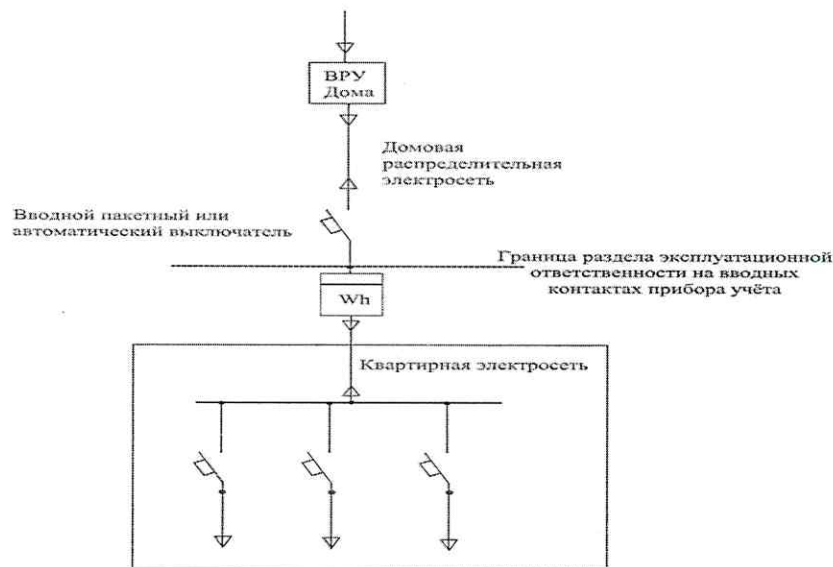 ВРУ
Дома
Домовая
распределительная
электросеть
Вводной пакетный или
автоматический выключатель
Граница раздела эксплуатационной
ответственности на вводных
контактах прибора учёта
Wh
Квартирная электросеть